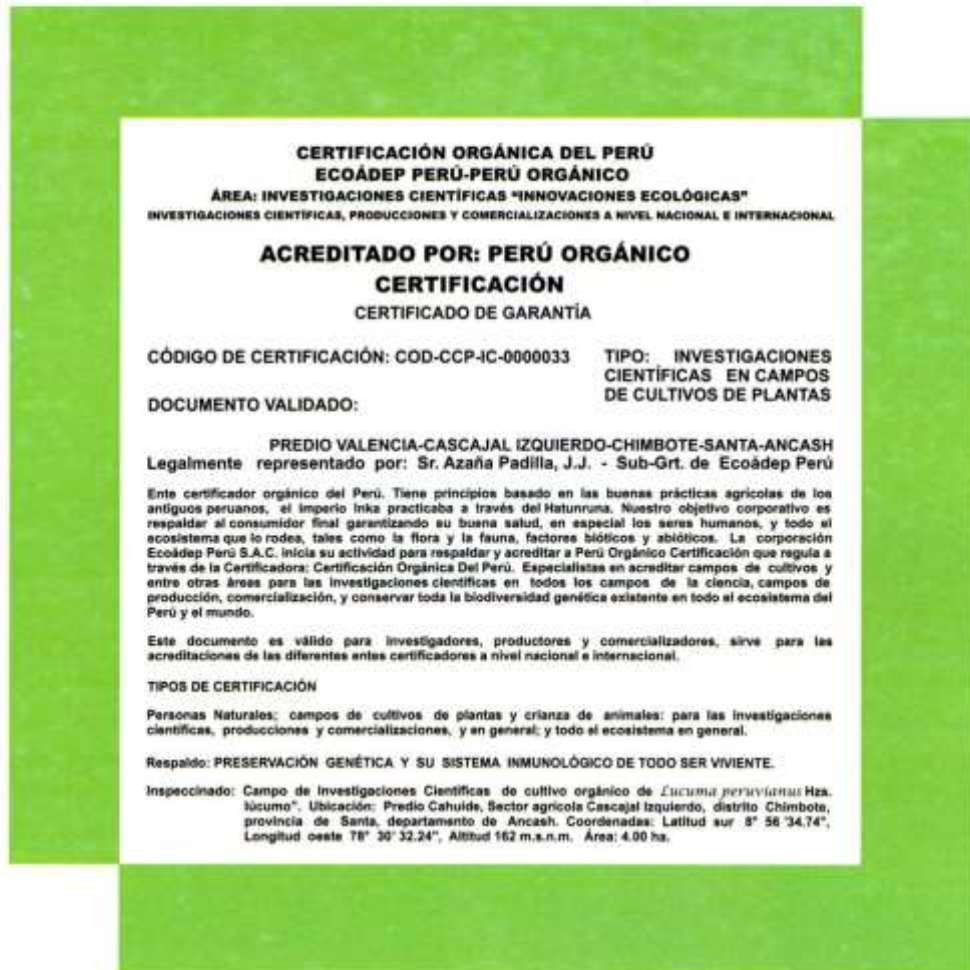 CERTIFICACIÓN ORGÁNICA DEL PERÚ
ECOÁDEP PERÚ-PERÚ ORGÁNICO
ÁREA: INVESTIGACIONES CIENTÍFICAS "INNOVACIONES ECOLÓGICAS"
INVESTIGACIONES CIENTÍFICAS, PRODUCCIONES Y COMERCIALIZACIONES A NIVEL NACIONAL E INTERNACIONAL
ACREDITADO POR: PERÚ ORGÁNICO
CERTIFICACIÓN
CERTIFICADO DE GARANTÍA
CÓDIGO DE CERTIFICACIÓN: COD-CCP-IC-0000033
TIPO: INVESTIGACIONES
CIENTÍFICAS EN CAMPOS
DE CULTIVOS DE PLANTAS
DOCUMENTO VALIDADO:
PREDIO VALENCIA-CASCAJAL IZQUIERDO-CHIMBOTE-SANTA-ANCASH
Legalmente representado por: Sr. Azaña Padilla, J.J. - Sub-Grt. de Ecoádep Perú
Ente certificador orgánico del Perú. Tiene principios basado en las buenas prácticas agrícolas de los
antiguos peruanos, el imperio Inka practicaba a través del Hatunruna. Nuestro objetivo corporativo es
respaldar al consumidor final garantizando su buena salud, en especial los seres humanos, y todo el
ecosistema que lo rodea, tales como la flora y la fauna, factores bióticos y abióticos. La corporación
Ecoádep Perú S.A.C. inicia su actividad para respaldar y acreditar a Perú Orgánico Certificación que regula a
través de la Certificadora: Certificación Orgánica Del Perú. Especialistas en acreditar campos de cultivos y
entre otras áreas para las investigaciones científicas en todos los campos de la ciencia, campos de
producción, comercialización, y conservar toda la biodiversidad genética existente en todo el ecosistema del
Perú y el mundo.
Este documento es válido para investigadores, productores y comercializadores, sirve para las
acreditaciones de las diferentes entes certificadores a nivel nacional e internacional.
TIPOS DE CERTIFICACIÓN
Personas Naturales; campos de cultivos de plantas y crianza de animales: para las investigaciones
científicas, producciones y comercializaciones, y en general; y todo el ecosistema en general.
Respaldo: PRESERVACIÓN GENÉTICA Y SU SISTEMA INMUNOLÓGICO DE TODO SER VIVIENTE.
Inspeccinado: Campo de Investigaciones Científicas de cultivo orgánico de Lucuma peruvianus Hza.
lúcumo". Ubicación: Predio Cahuide, Sector agrícola Cascajal Izquierdo, distrito Chimbote,
provincia de Santa, departamento de Ancash. Coordenadas: Latitud sur 8° 56 '34.74",
Longitud oeste 78° 30' 32.24", Altitud 162 m.s.n.m. Área: 4.00 ha.